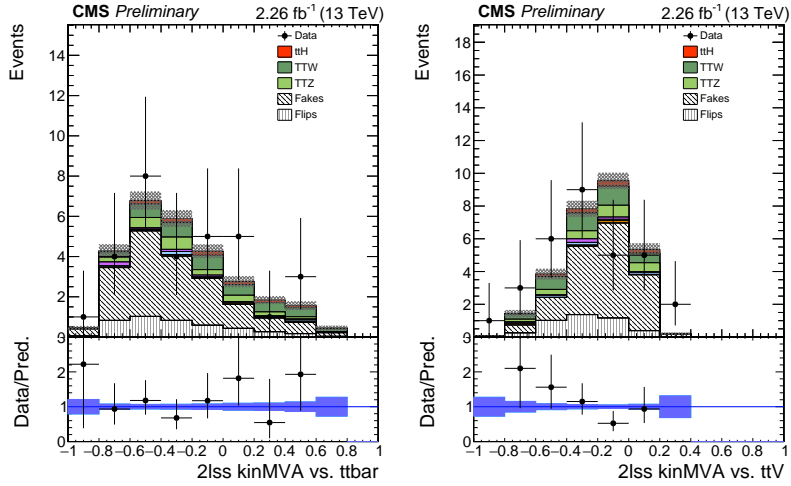 CMS Preliminary 2.26 fb⁻¹ (13 TeV)
Events
14
12
10
8
6
4
2
Data
ttH
TTW
TTZ
Fakes
Flips
Data/Pred.
3
2
1
0
−1 −0.8 −0.6 −0.4 −0.2 0 0.2 0.4 0.6 0.8 1
2lss kinMVA vs. ttbar
CMS Preliminary 2.26 fb⁻¹ (13 TeV)
Events
18
16
14
12
10
8
6
4
2
Data
ttH
TTW
TTZ
Fakes
Flips
Data/Pred.
3
2
1
0
−1 −0.8 −0.6 −0.4 −0.2 0 0.2 0.4 0.6 0.8 1
2lss kinMVA vs. ttV